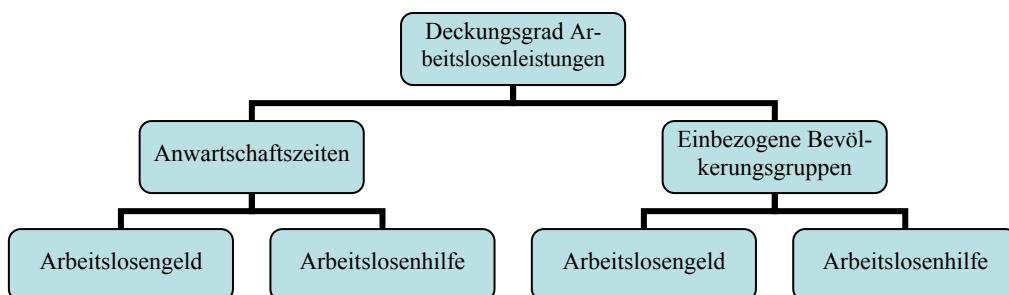 Deckungsgrad Ar-
beitslosenleistungen
Anwartschaftszeiten
Einbezogene Bevöl-
kerungsgruppen
Arbeitslosengeld
Arbeitslosenhilfe
Arbeitslosengeld
Arbeitslosenhilfe